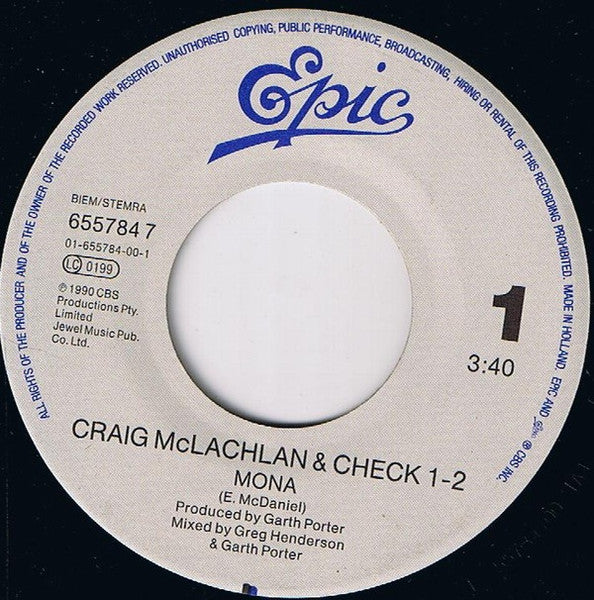 ALL RIGHTS OF THE PRODUCER AND OF THE OWNER OF THE RECORDED WORK RESERVED. UNAUTHORISED COPYING, PUBLIC PERFORMANCE, BROADCASTING, HIRING OR RENTAL OF THIS RECORDING PROHIBITED. MADE IN HOLLAND. EPIC AND ℗ CBS INC.
Epic
BIEM/STEMRA
655784 7
01-655784-00-1
LC 0199
℗ 1990 CBS
Productions Pty.
Limited
Jewel Music Pub.
Co. Ltd.
1
3:40
CRAIG McLACHLAN & CHECK 1-2
MONA
(E. McDaniel)
Produced by Garth Porter
Mixed by Greg Henderson
& Garth Porter